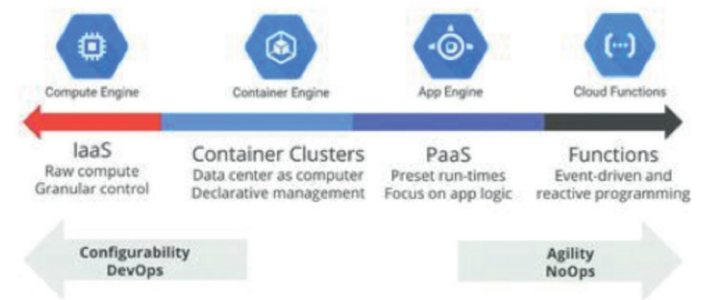 Compute Engine
Container Engine
App Engine
Cloud Functions
IaaS
Raw compute
Granular control
Container Clusters
Data center as computer
Declarative management
PaaS
Preset run-times
Focus on app logic
Functions
Event-driven and
reactive programming
Configurability
DevOps
Agility
NoOps